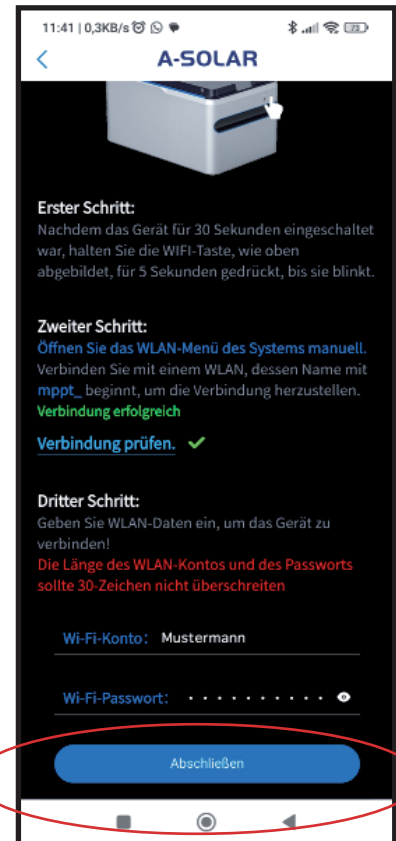 11:41 | 0,3KB/s
73
A-SOLAR
Erster Schritt:
Nachdem das Gerät für 30 Sekunden eingeschaltet
war, halten Sie die WIFI-Taste, wie oben
abgebildet, für 5 Sekunden gedrückt, bis sie blinkt.
Zweiter Schritt:
Öffnen Sie das WLAN-Menü des Systems manuell.
Verbinden Sie mit einem WLAN, dessen Name mit
mppt_ beginnt, um die Verbindung herzustellen.
Verbindung erfolgreich
Verbindung prüfen.
Dritter Schritt:
Geben Sie WLAN-Daten ein, um das Gerät zu
verbinden!
Die Länge des WLAN-Kontos und des Passworts
sollte 30-Zeichen nicht überschreiten
Wi-Fi-Konto: Mustermann
Wi-Fi-Passwort: · · · · · · · · · ·
Abschließen